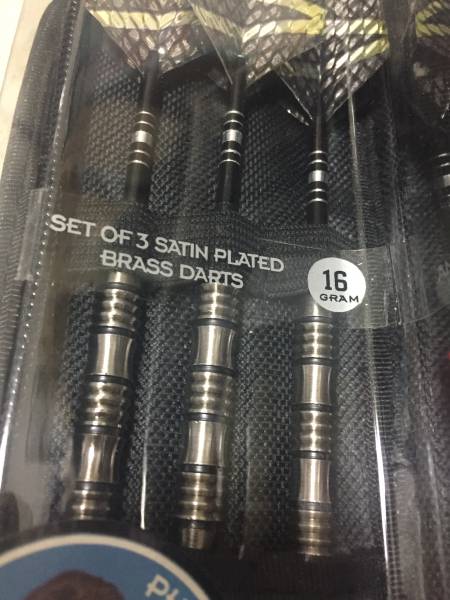 SET OF 3 SATIN PLATED
BRASS DARTS
16
GRAM